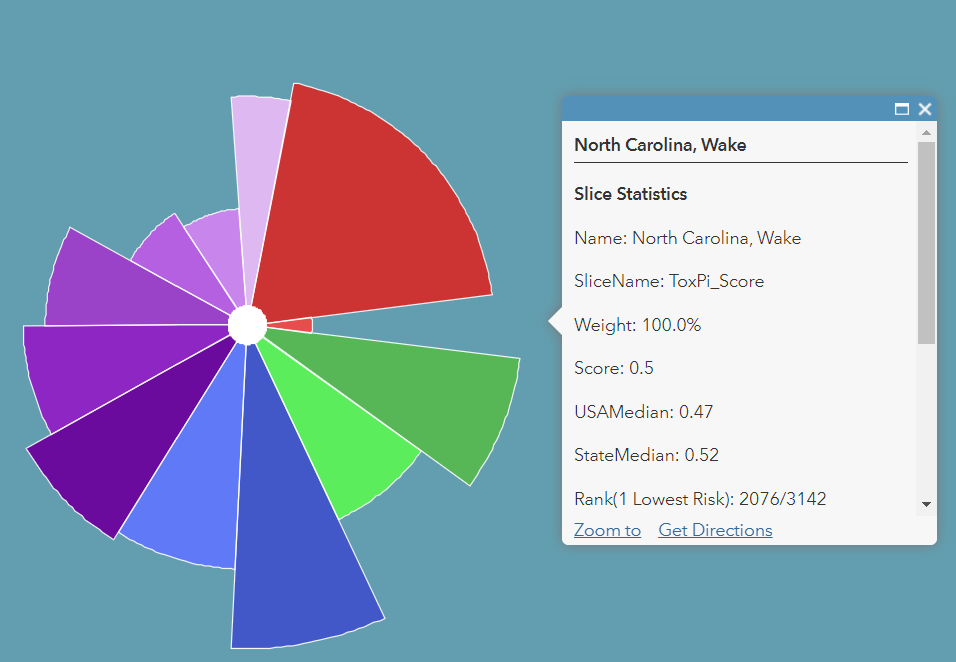 North Carolina, Wake
Slice Statistics
Name: North Carolina, Wake
SliceName: ToxPi_Score
Weight: 100.0%
Score: 0.5
USAMedian: 0.47
StateMedian: 0.52
Rank(1 Lowest Risk): 2076/3142
Zoom to Get Directions